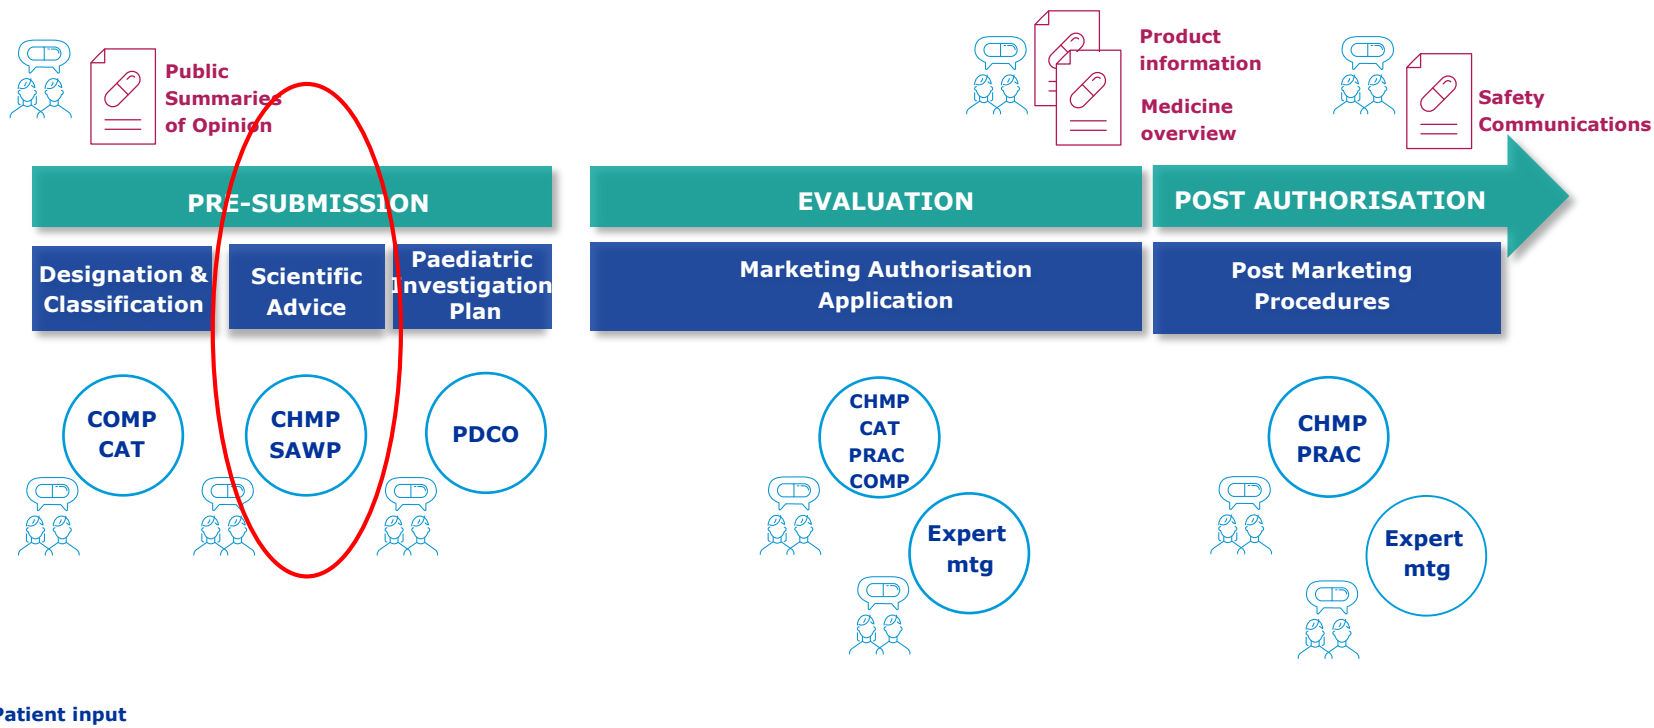 Public
Summaries
of Opinion
Product
information
Medicine
overview
Safety
Communications
PRE-SUBMISSION
EVALUATION
POST AUTHORISATION
Designation &
Classification
Scientific
Advice
Paediatric
Investigation
Plan
Marketing Authorisation
Application
Post Marketing
Procedures
COMP
CAT
CHMP
SAWP
PDCO
CHMP
CAT
PRAC
COMP
Expert
mtg
CHMP
PRAC
Expert
mtg
Patient input